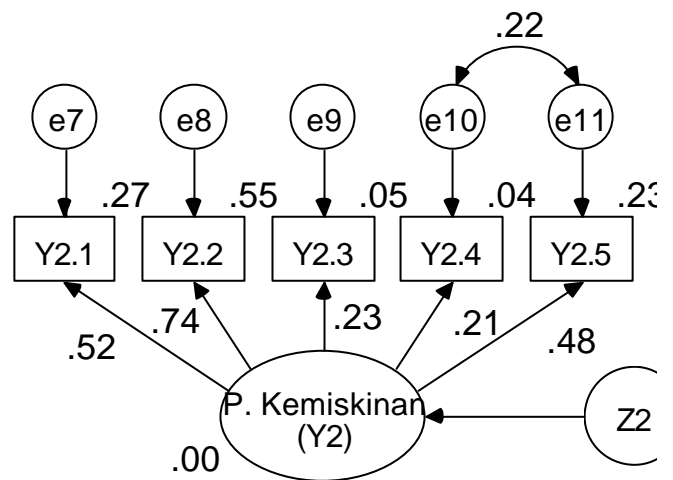 .22
e7 e8 e9 e10 e11
.27 .55 .05 .04 .23
Y2.1 Y2.2 Y2.3 Y2.4 Y2.5
.52 .74 .23 .21 .48
P. Kemiskinan
(Y2)
Z2
.00